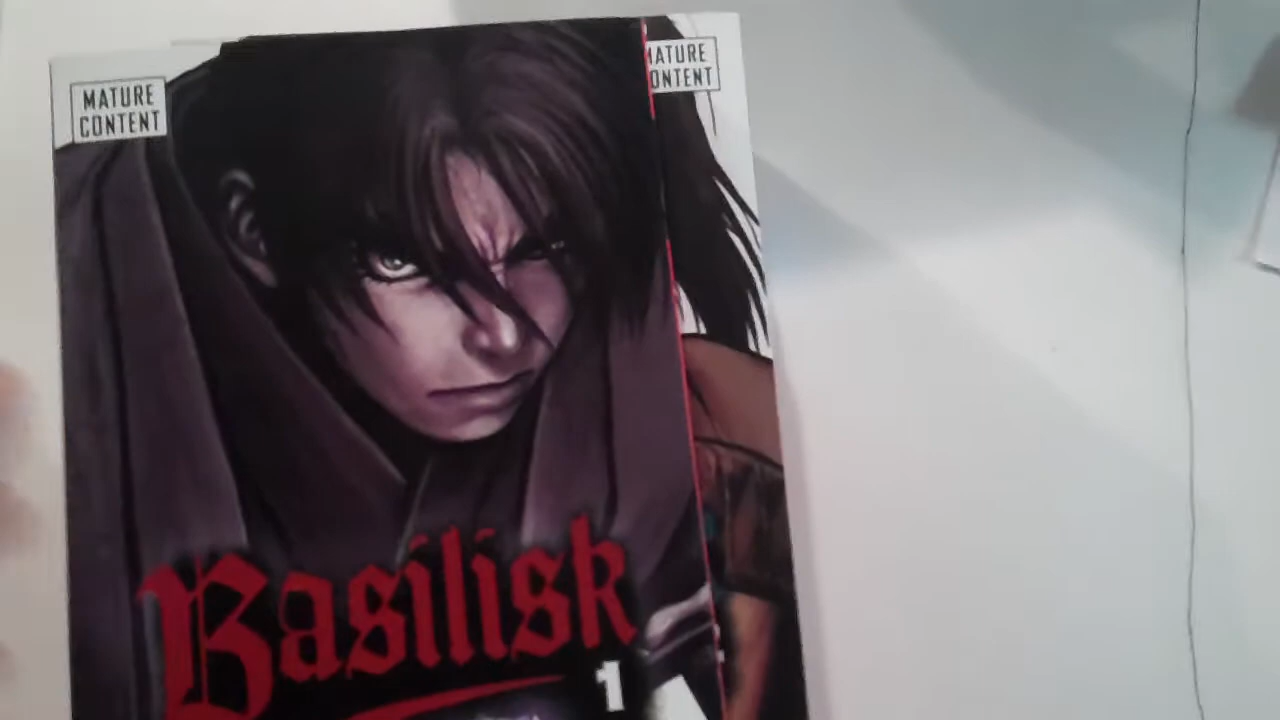 MATURE
CONTENT
MATURE
CONTENT
Basilisk
1